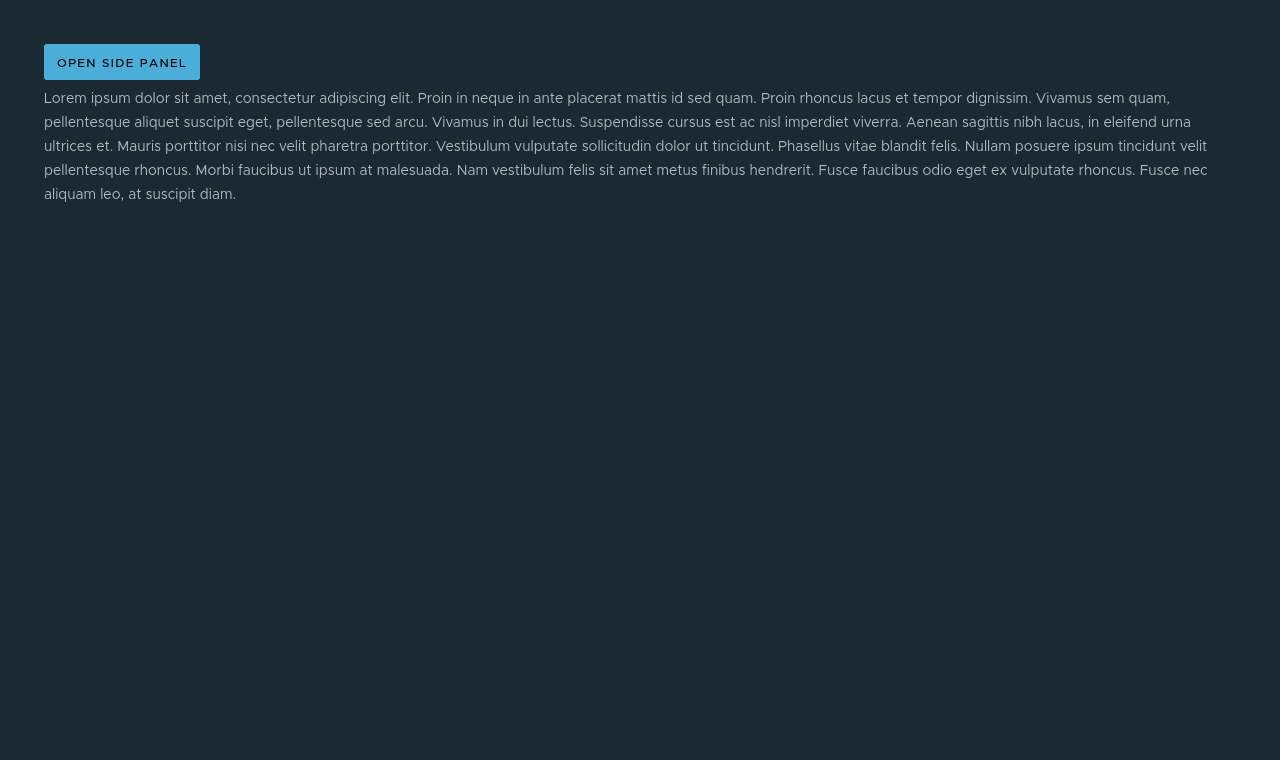 OPEN SIDE PANEL
Lorem ipsum dolor sit amet, consectetur adipiscing elit. Proin in neque in ante placerat mattis id sed quam. Proin rhoncus lacus et tempor dignissim. Vivamus sem quam,
pellentesque aliquet suscipit eget, pellentesque sed arcu. Vivamus in dui lectus. Suspendisse cursus est ac nisl imperdiet viverra. Aenean sagittis nibh lacus, in eleifend urna
ultrices et. Mauris porttitor nisi nec velit pharetra porttitor. Vestibulum vulputate sollicitudin dolor ut tincidunt. Phasellus vitae blandit felis. Nullam posuere ipsum tincidunt velit
pellentesque rhoncus. Morbi faucibus ut ipsum at malesuada. Nam vestibulum felis sit amet metus finibus hendrerit. Fusce faucibus odio eget ex vulputate rhoncus. Fusce nec
aliquam leo, at suscipit diam.